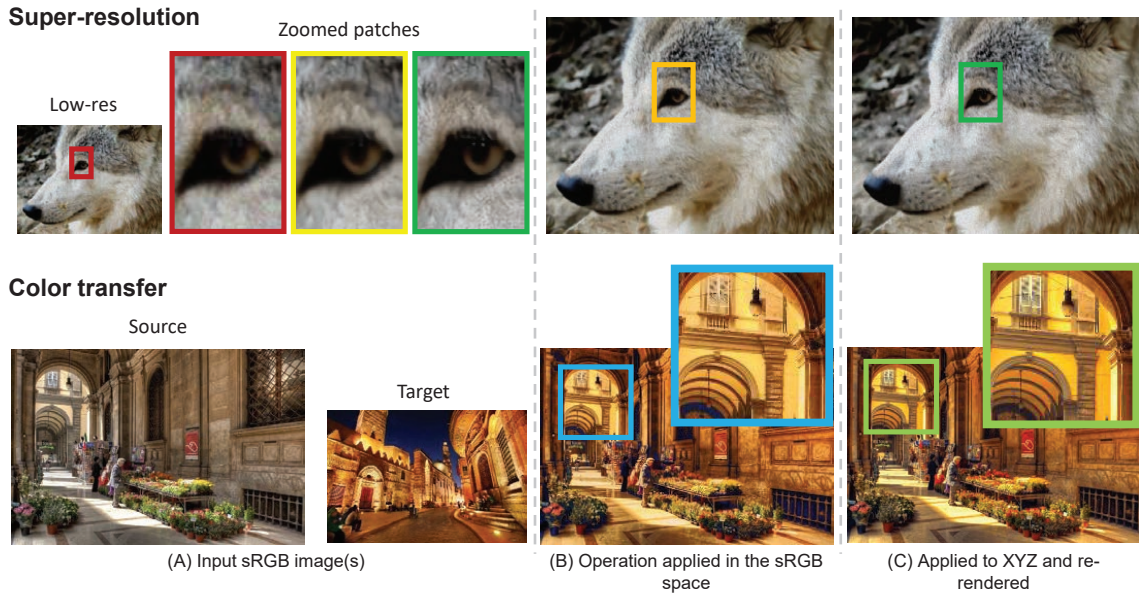 Super-resolution
Zoomed patches
Low-res
Color transfer
Source
Target
(A) Input sRGB image(s)
(B) Operation applied in the sRGB
space
(C) Applied to XYZ and re-
rendered